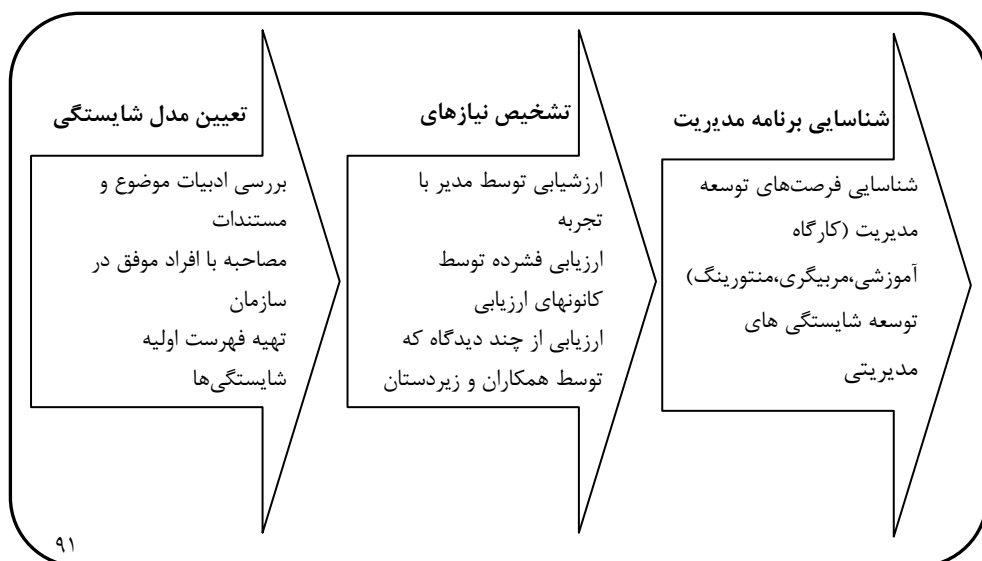 تعیین مدل شایستگی
بررسی ادبیات موضوع و
مستندات
مصاحبه با افراد موفق در
سازمان
تهیه فهرست اولیه
شایستگی‌ها
تشخیص نیازهای
ارزشیابی توسط مدیر با
تجربه
ارزیابی فشرده توسط
کانونهای ارزیابی
ارزیابی از چند دیدگاه که
توسط همکاران و زیردستان
شناسایی برنامه مدیریت
شناسایی فرصت‌های توسعه
مدیریت (کارگاه
آموزشی،مربیگری،منتورینگ)
توسعه شایستگی های
مدیریتی
۹۱